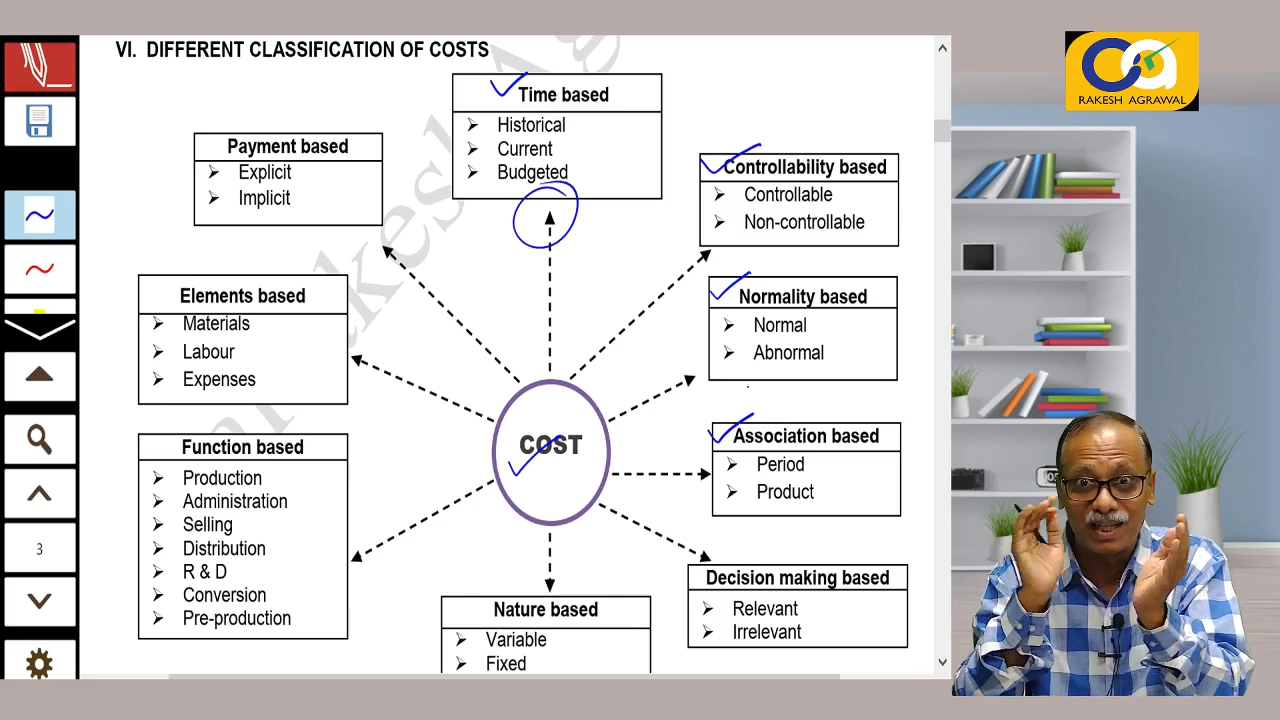 VI. DIFFERENT CLASSIFICATION OF COSTS
Time based
Historical
Current
Budgeted
Payment based
Explicit
Implicit
Controllability based
Controllable
Non-controllable
Elements based
Materials
Labour
Expenses
Normality based
Normal
Abnormal
COST
Association based
Period
Product
Function based
Production
Administration
Selling
Distribution
R & D
Conversion
Pre-production
Decision making based
Relevant
Irrelevant
Nature based
Variable
Fixed
3
ca
RAKESH AGRAWAL